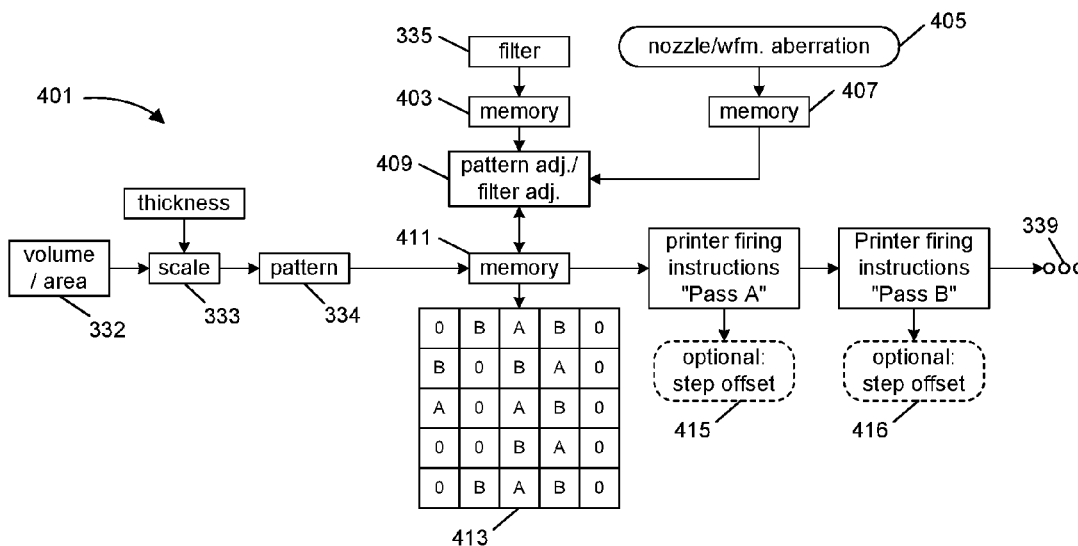 405
335
nozzle/wfm. aberration
filter
401
403
407
memory
memory
409
pattern adj./
filter adj.
thickness
411
volume
/ area
scale
pattern
memory
printer firing
instructions
"Pass A"
Printer firing
instructions
"Pass B"
339
332
333
334
0 B A B 0
B 0 B A 0
A 0 A B 0
0 0 B A 0
0 B A B 0
optional:
step offset
optional:
step offset
415
416
413